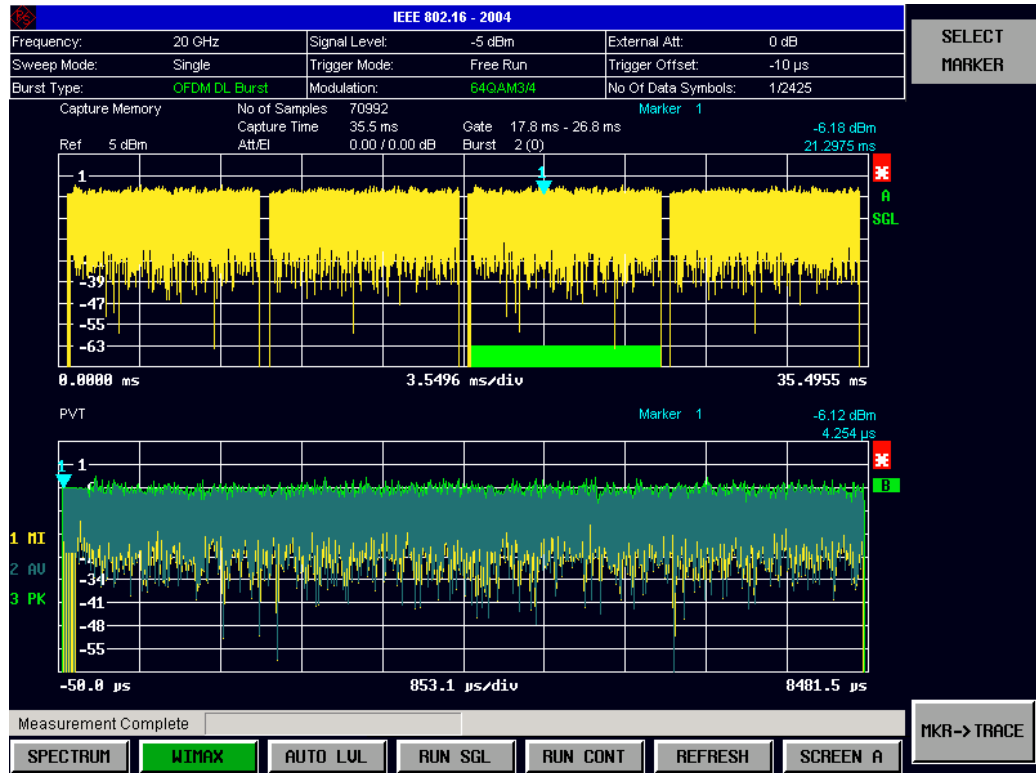 IEEE 802.16 - 2004
SELECT MARKER
Frequency: 20 GHz Signal Level: -5 dBm External Att: 0 dB
Sweep Mode: Single Trigger Mode: Free Run Trigger Offset: -10 µs
Burst Type: OFDM DL Burst Modulation: 64QAM3/4 No Of Data Symbols: 1/2425
Capture Memory No of Samples 70992 Marker 1
Capture Time 35.5 ms Gate 17.8 ms - 26.8 ms -6.18 dBm
Ref 5 dBm Att/El 0.00 / 0.00 dB Burst 2 (0) 21.2975 ms
1
1
A
SGL
-39
-47
-55
-63
0.0000 ms 3.5496 ms/div 35.4955 ms
PVT Marker 1 -6.12 dBm
4.254 µs
1
1
B
1 MI
2 AV
3 PK
-34
-41
-48
-55
-50.0 µs 853.1 µs/div 8481.5 µs
Measurement Complete
MKR-> TRACE
SPECTRUM WIMAX AUTO LVL RUN SGL RUN CONT REFRESH SCREEN A